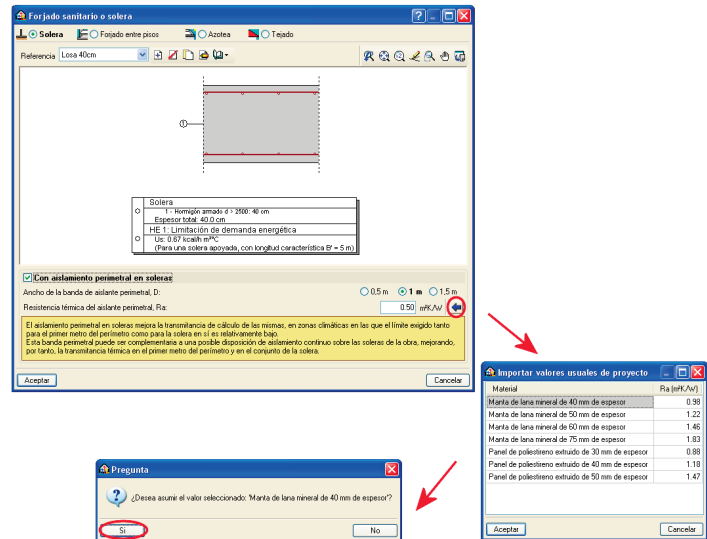 Forjado sanitario o solera
Solera Forjado entre pisos Azotea Tejado
Referencia Losa 40cm
1
Solera
1 - Hormigón armado d > 2500: 40 cm
Espesor total: 40.0 cm
HE 1: Limitación de demanda energética
Us: 0.67 kcal/h m²°C
(Para una solera apoyada, con longitud característica B' = 5 m)
Con aislamiento perimetral en soleras
Ancho de la banda de aislante perimetral, D: 0,5 m 1 m 1,5 m
Resistencia térmica del aislante perimetral, Ra: 0.50 m²K/W
El aislamiento perimetral en soleras mejora la transmitancia de cálculo de las mismas, en zonas climáticas en las que el límite exigido tanto
para el primer metro del perímetro como para la solera en sí es relativamente bajo.
Esta banda perimetral puede ser complementaria a una posible disposición de aislamiento continuo sobre las soleras de la obra, mejorando,
por tanto, la transmitancia térmica en el primer metro del perímetro y en el conjunto de la solera.
Aceptar Cancelar
Importar valores usuales de proyecto
Material Ra (m²K/W)
Manta de lana mineral de 40 mm de espesor 0.98
Manta de lana mineral de 50 mm de espesor 1.22
Manta de lana mineral de 60 mm de espesor 1.46
Manta de lana mineral de 75 mm de espesor 1.83
Panel de poliestireno extruido de 30 mm de espesor 0.88
Panel de poliestireno extruido de 40 mm de espesor 1.18
Panel de poliestireno extruido de 50 mm de espesor 1.47
Aceptar Cancelar
Pregunta
¿Desea asumir el valor seleccionado: 'Manta de lana mineral de 40 mm de espesor'?
Sí No